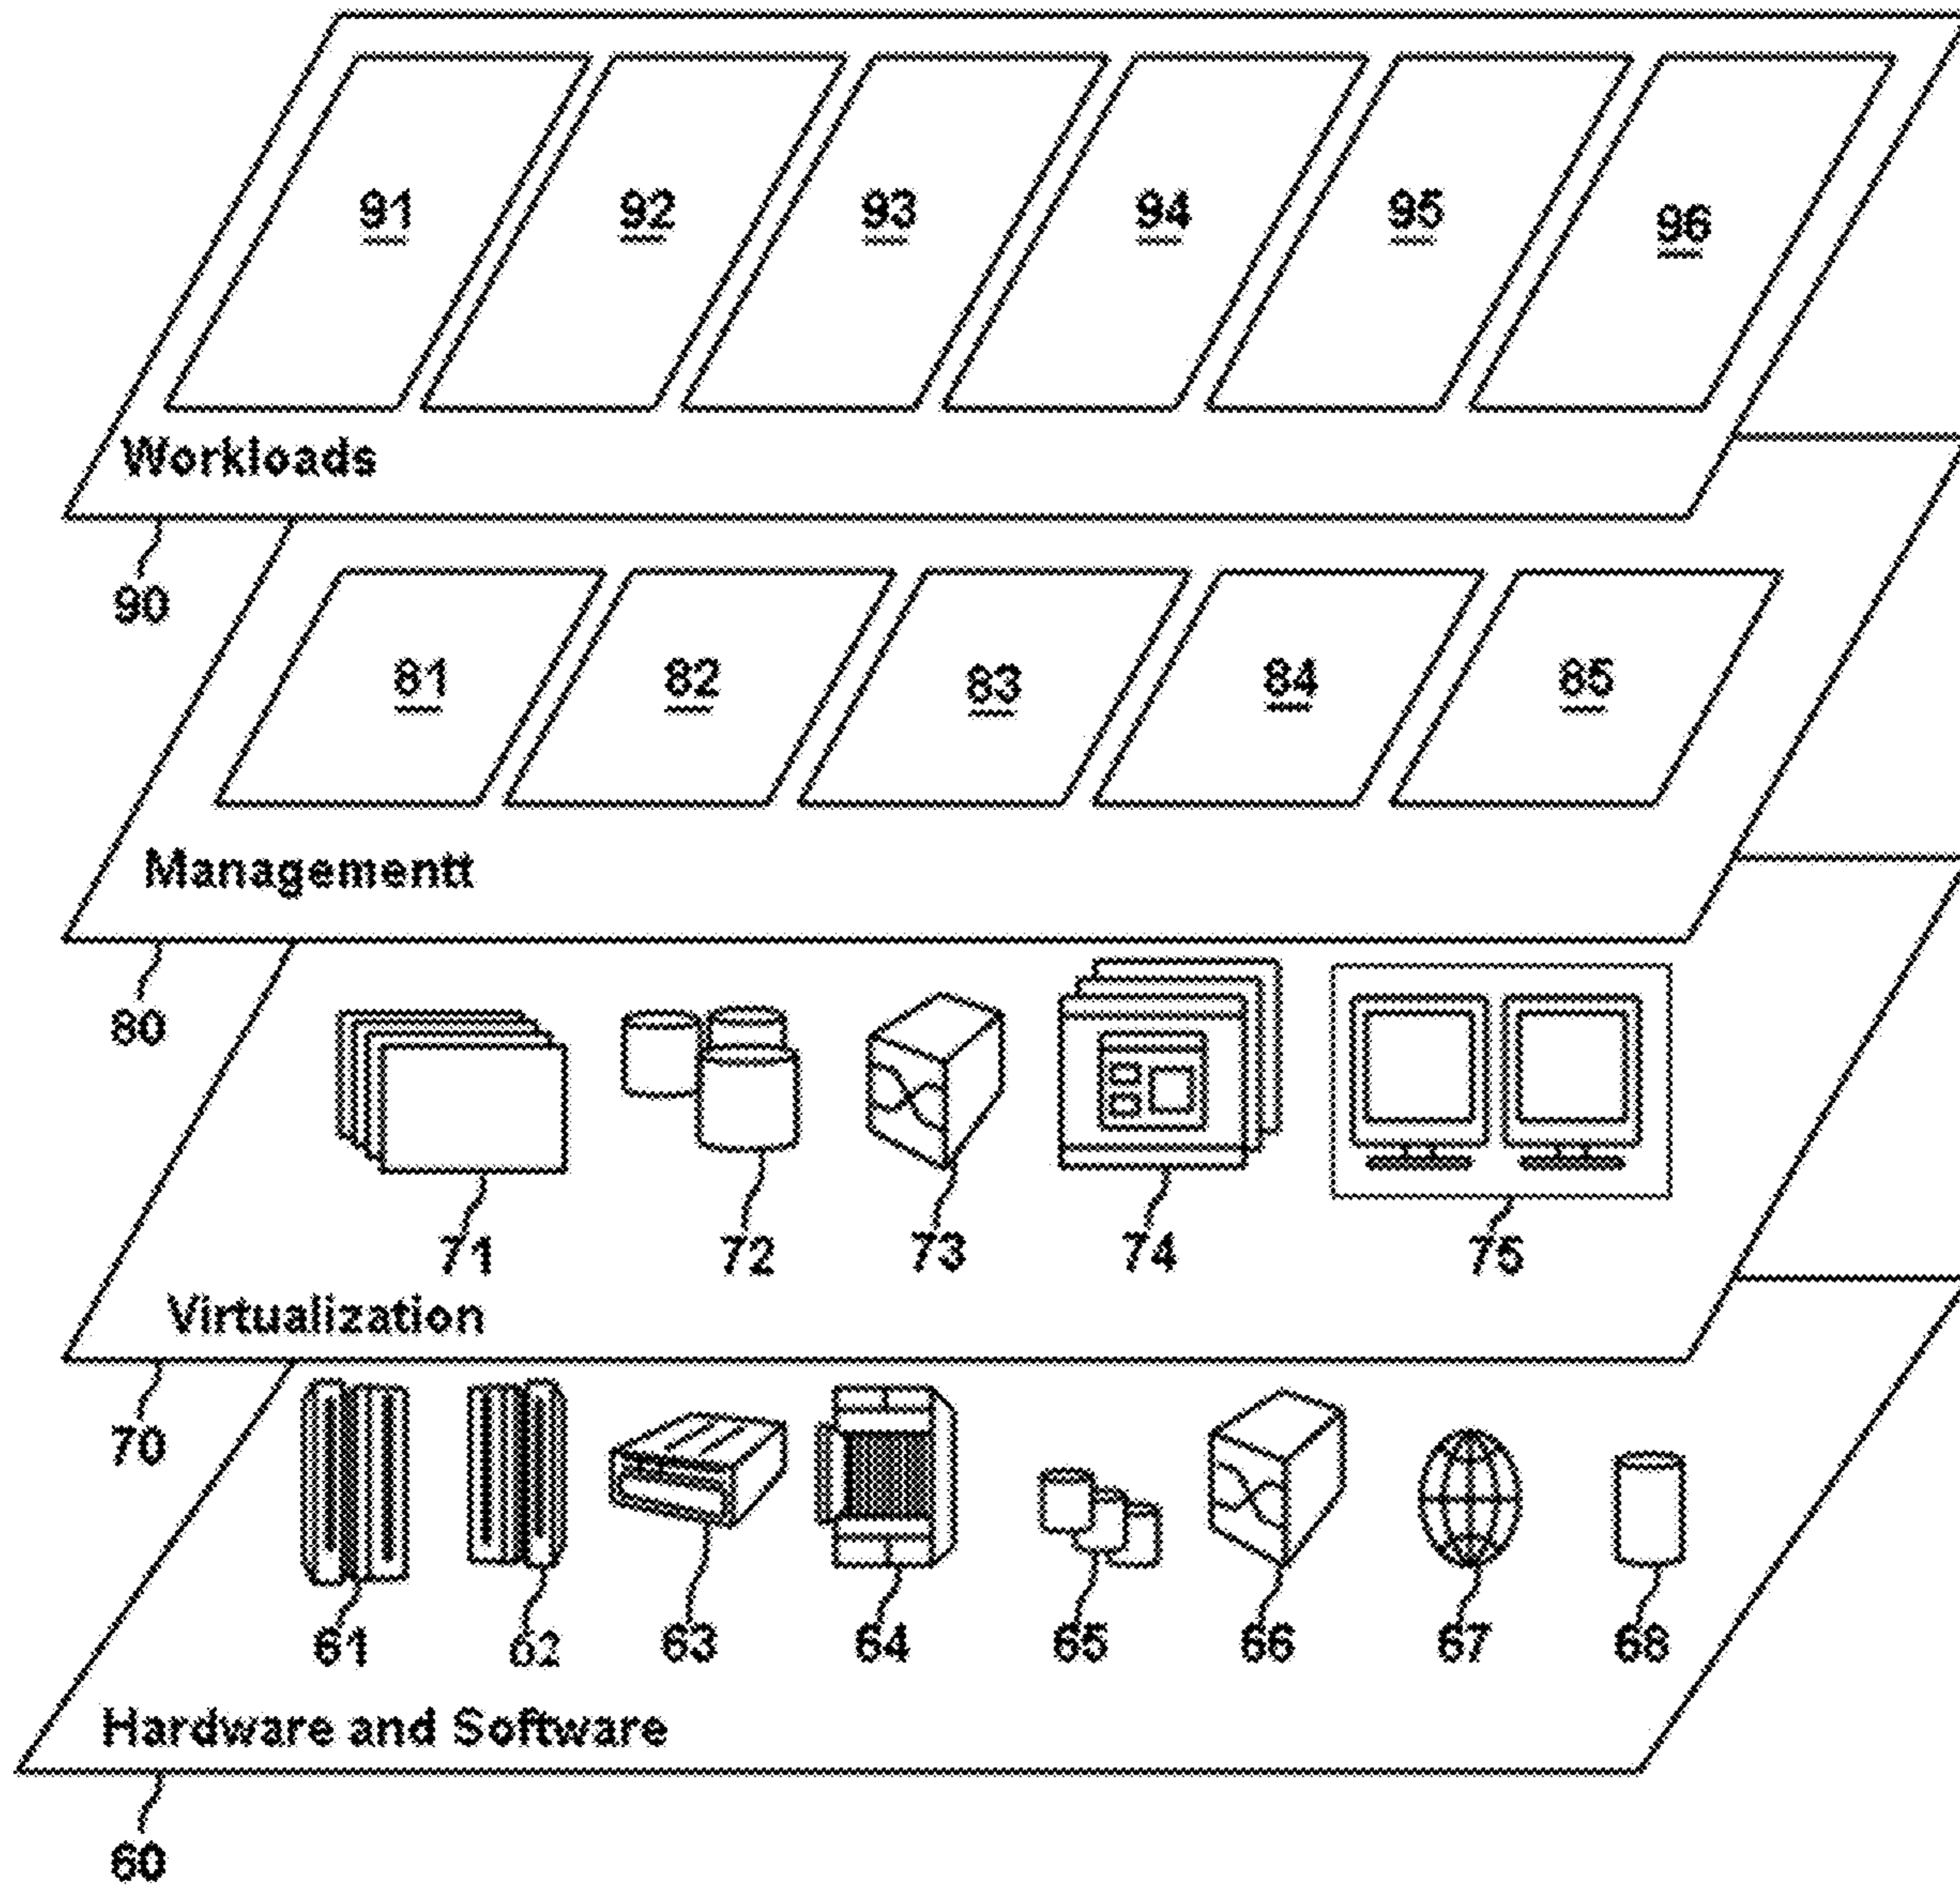 91 92 93 94 95 96
Workloads
90
81 82 83 84 85
Managementt
80
71 72 73 74 75
Virtualization
70
61 62 63 64 65 66 67 68
Hardware and Software
60